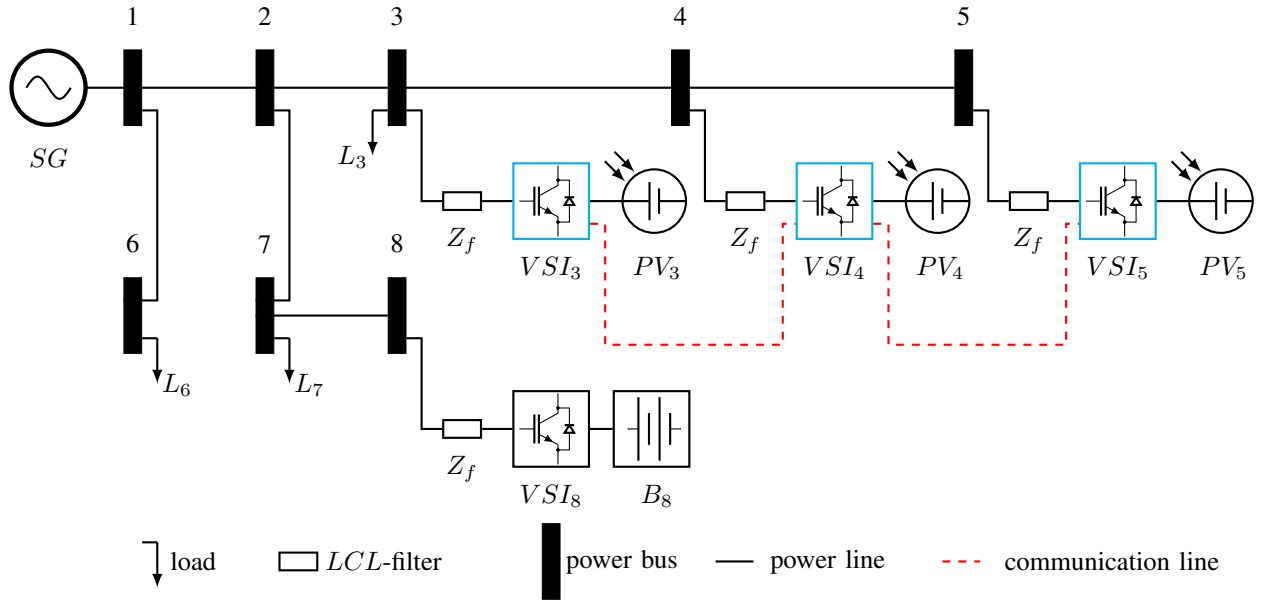 1 2 3 4 5
SG
L3
Zf VSI3 PV3 Zf VSI4 PV4 Zf VSI5 PV5
6 7 8
L6 L7
Zf VSI8 B8
load LCL-filter power bus power line communication line